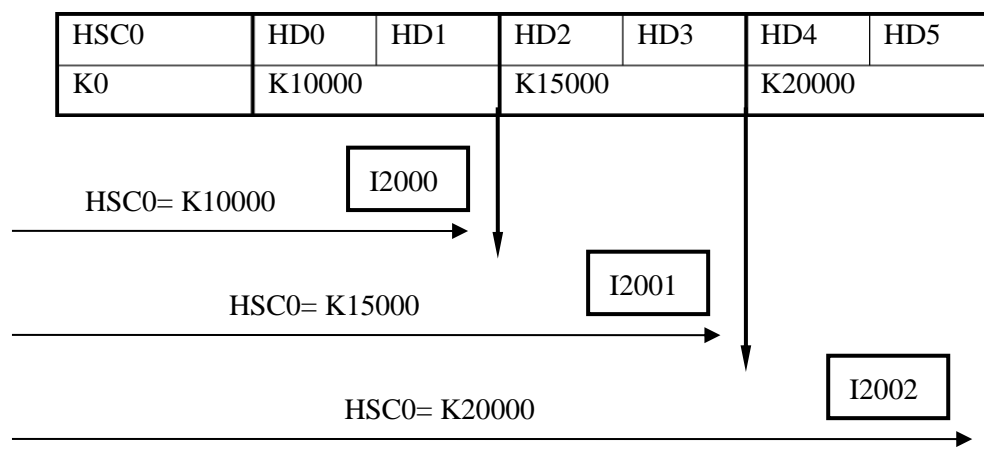 HSC0 HD0 HD1 HD2 HD3 HD4 HD5
K0 K10000 K15000 K20000
I2000
HSC0= K10000
I2001
HSC0= K15000
I2002
HSC0= K20000